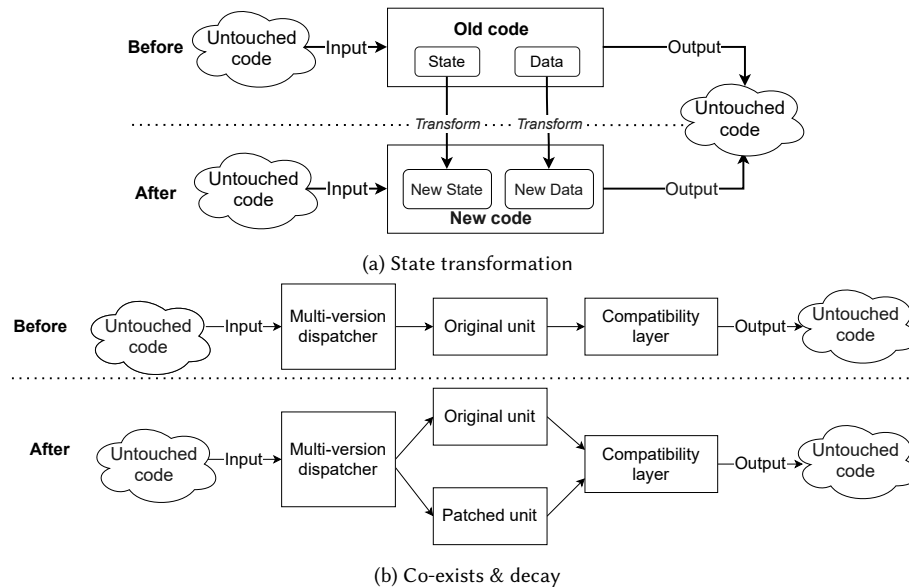 Before
Untouched
code
Input
Old code
State
Data
Output
Transform
Transform
Untouched
code
After
Untouched
code
Input
New State
New Data
New code
Output
(a) State transformation
Before
Untouched
code
Input
Multi-version
dispatcher
Original unit
Compatibility
layer
Output
Untouched
code
After
Untouched
code
Input
Multi-version
dispatcher
Original unit
Patched unit
Compatibility
layer
Output
Untouched
code
(b) Co-exists & decay